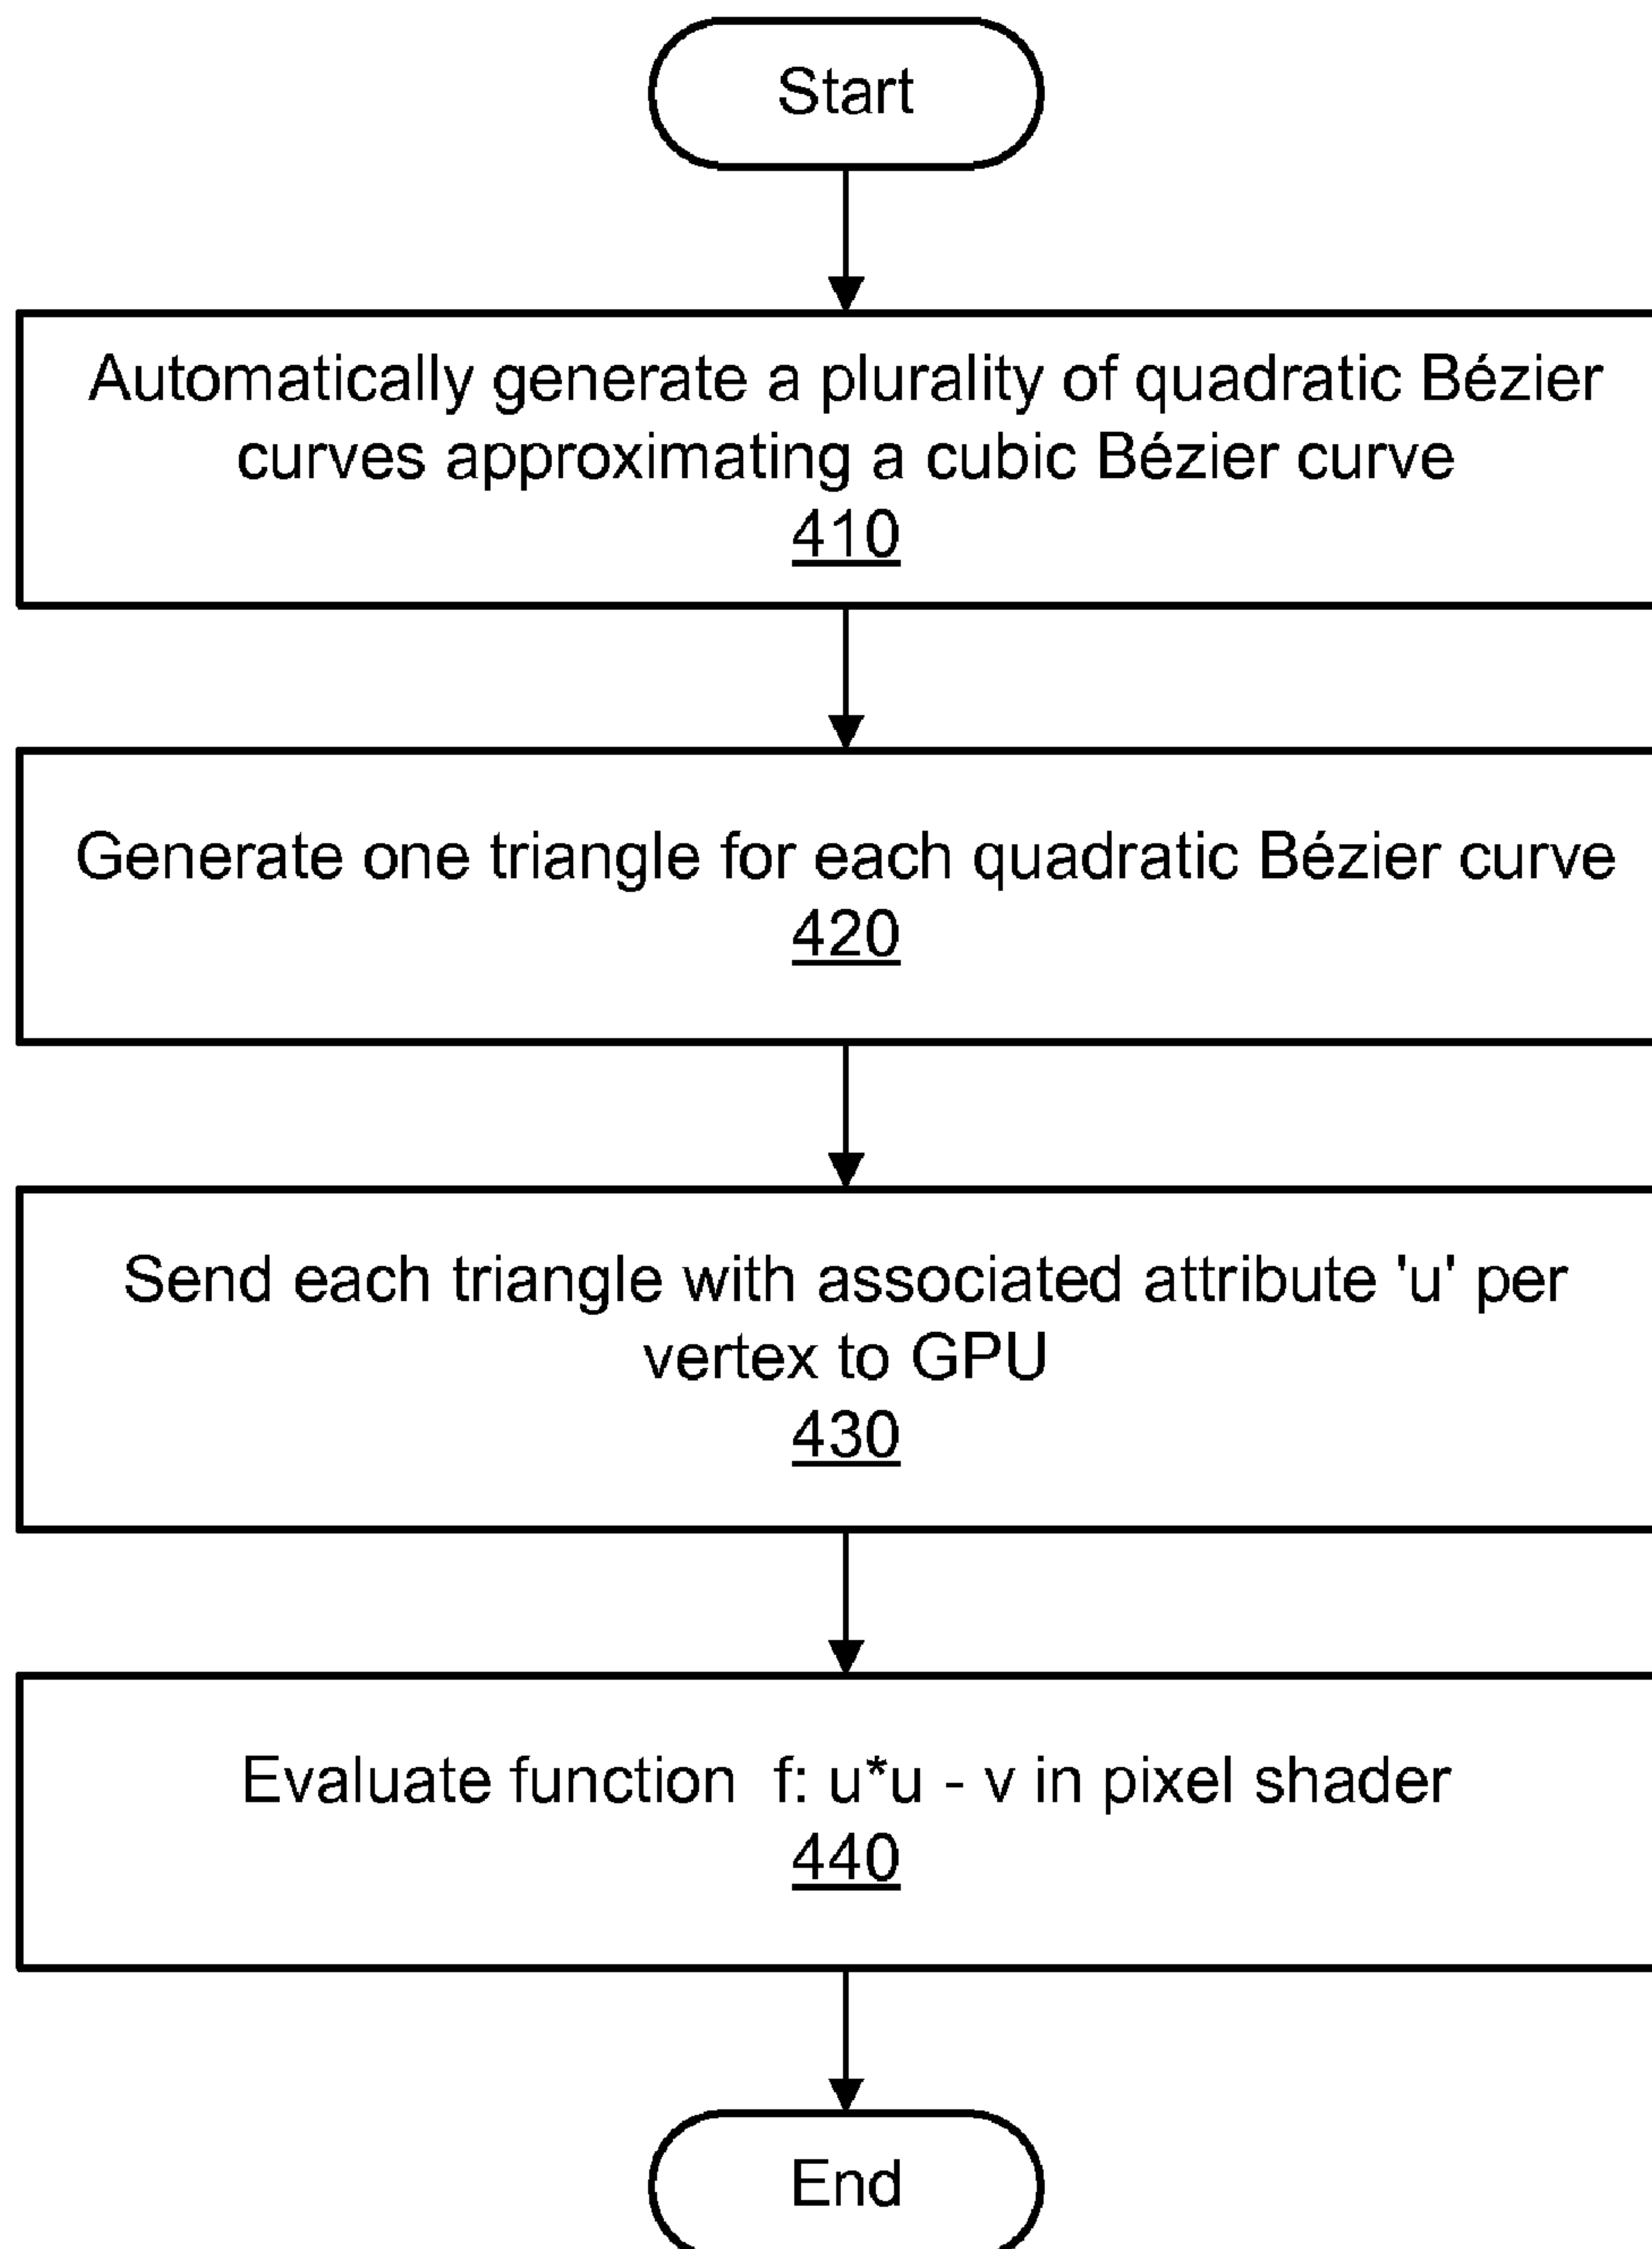 Start
Automatically generate a plurality of quadratic Bézier
curves approximating a cubic Bézier curve
410
Generate one triangle for each quadratic Bézier curve
420
Send each triangle with associated attribute 'u' per
vertex to GPU
430
Evaluate function  f: u*u - v in pixel shader
440
End